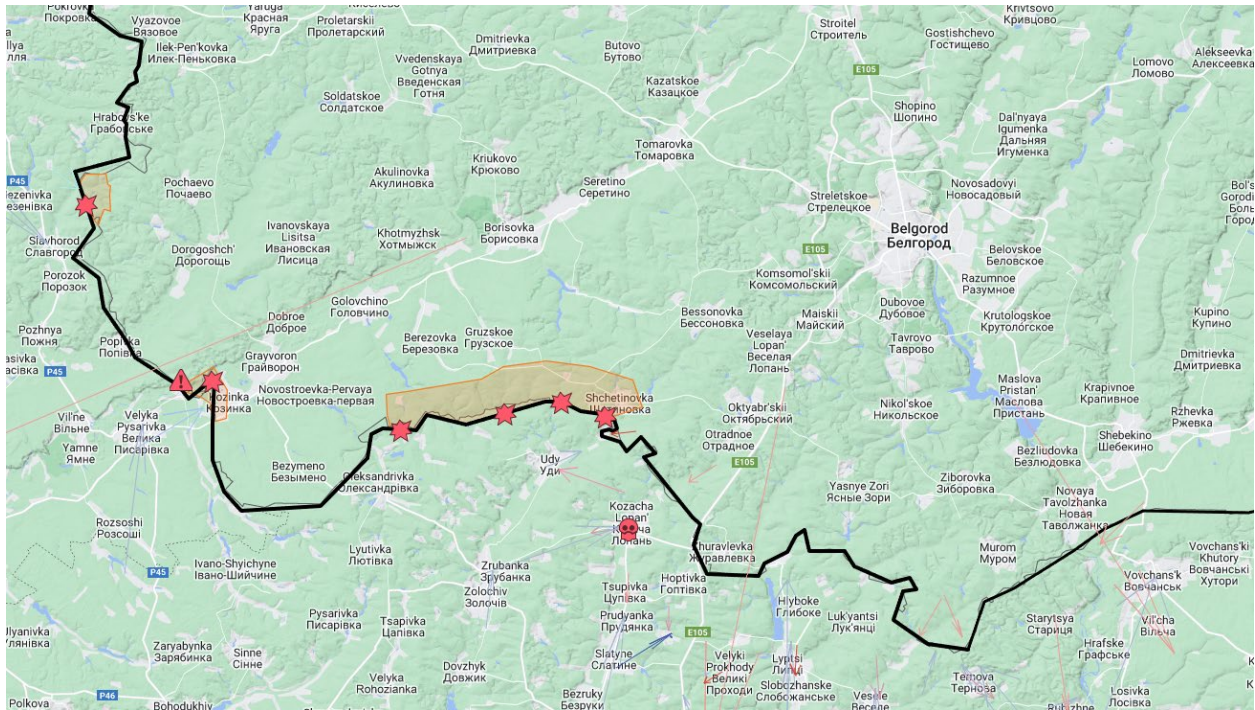 Покровка
Vyazovoe
Вязовое
Yaruga
Красная
Яруга
Ilek-Pen'kovka
Илек-Пеньковка
Proletarskii
Пролетарский
Dmitrievka
Дмитриевка
Butovo
Бутово
Stroitel
Строитель
Gostishchevo
Гостищево
Krivtsovo
Кривцово
E105
Alekseevka
Алексеевка
Lomovo
Ломово
Vvedenskaya
Gotnya
Введенская
Готня
Soldatskoe
Солдатское
Kazatskoe
Казацкое
Shopino
Шопино
Dal'nyaya
Igumenka
Дальняя
Игуменка
Грабовське
Tomarovka
Томаровка
Kriukovo
Крюково
Akulinovka
Акулиновка
Seretino
Серетино
Streletskoe
Стрелецкое
Novosadovyi
Новосадовый
P45
Pochaevo
Почаево
Slavhorod
Славгород
Ivanovskaya
Lisitsa
Ивановская
Лисица
Khotmyzhsk
Хотмыжск
Borisovka
Борисовка
Belgorod
Белгород
E105
Belovskoe
Беловское
Dorogoshch'
Дорогощь
Porozok
Порозок
Komsomol'skii
Комсомольский
Razumnoe
Разумное
Golovchino
Головчино
Dubovoe
Дубовое
Krutologskoe
Крутологское
Kupino
Купино
Maiskii
Майский
Bessonovka
Бессоновка
Dobroe
Доброе
Pozhnya
Пожня
Gruzskoe
Грузское
Berezovka
Березовка
Veselaya
Lopan'
Веселая
Лопань
Tavrovo
Таврово
Dmitrievka
Дмитриевка
Попівка
Grayvoron
Грайворон
P45
Козинка
Novostroevka-Pervaya
Новостроевка-первая
Shchetinovka
Maslova
Pristan'
Маслова
Пристань
Krapivnoe
Крапивное
Nikol'skoe
Никольское
Oktyabr'skii
Октябрьский
Rzhevka
Ржевка
Vil'ne
Вільне
Velyka
Pysarivka
Велика
Писарівка
Yamne
Ямне
Otradnoe
Отрадное
Shebekino
Шебекино
Bezliudovka
Безлюдовка
Udy
Уди
Bezymeno
Безымено
Олександрівка
Yasnye Zori
Ясные Зори
Ziborovka
Зиборовка
E105
Novaya
Tavolzhanka
Новая
Таволжанка
Kozacha
Lopan'
Rozsoshi
Розсоші
Lyutivka
Лютівка
Журавлевка
Murom
Муром
Vovchans'ki
Khutory
Вовчанські
Хутори
Ivano-Shyichyne
Івано-Шийчине
P45
Zrubanka
Зрубанка
Hoptivka
Гоптівка
Vovchans'k
Вовчанськ
Tsupivka
Цупівка
Zolochiv
Золочів
Hlyboke
Глибоке
Luk'yantsi
Лук'янці
Pysarivka
Писарівка
Tsapivka
Цапівка
Prudyanka
Прудянка
E105
Starytsya
Стариця
Vil'cha
Вільча
Hrafske
Графське
Zaryabynka
Зарябинка
Sinne
Сінне
Slatyne
Слатине
Velyki
Prokhody
Великі
Проходи
Lyptsi
Липці
Dovzhyk
Довжик
Velyka
Rohozianka
Slobozhanske
Слобожанське
Ternova
Тернова
Losivka
Лосівка
P46
Polkova
Bohodukhiv
Bezruky
Безруки
Vesele
Веселе